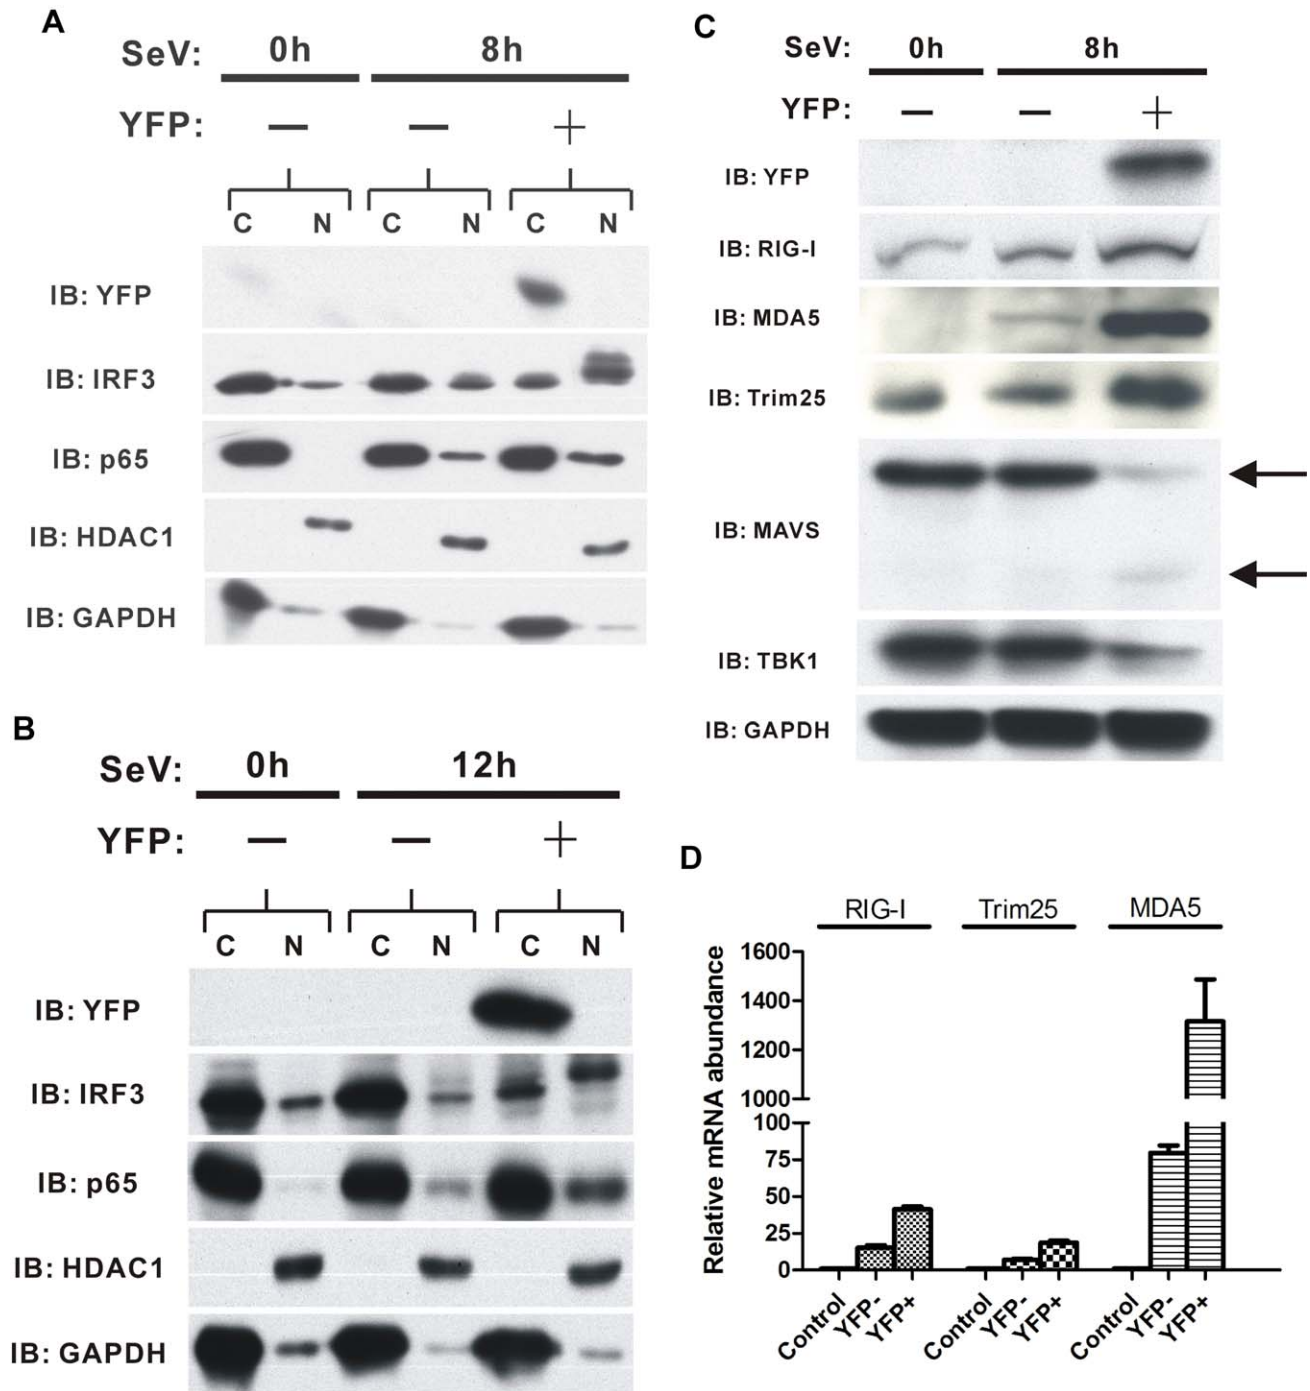 A
SeV: 0h 8h
YFP: — — +
C N C N C N
IB: YFP
IB: IRF3
IB: p65
IB: HDAC1
IB: GAPDH
B
SeV: 0h 12h
YFP: — — +
C N C N C N
IB: YFP
IB: IRF3
IB: p65
IB: HDAC1
IB: GAPDH
C
SeV: 0h 8h
YFP: — — +
IB: YFP
IB: RIG-I
IB: MDA5
IB: Trim25
IB: MAVS
IB: TBK1
IB: GAPDH
D
RIG-I Trim25 MDA5
Relative mRNA abundance
1600
1400
1200
1000
100
75
50
25
0
Control YFP- YFP+ Control YFP- YFP+ Control YFP- YFP+